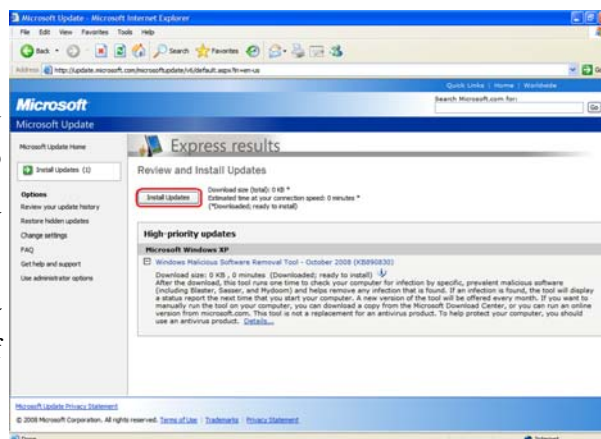 Microsoft Update - Microsoft Internet Explorer
File Edit View Favorites Tools Help
Back Search Favorites
Address http://update.microsoft.com/microsoftupdate/v6/default.aspx?ln=en-us Go
Quick Links | Home | Worldwide
Microsoft
Search Microsoft.com for:
Go
Microsoft Update
Microsoft Update Home
Express results
Install Updates (1)
Review and Install Updates
Install Updates
Download size (total): 0 KB *
Estimated time at your connection speed: 0 minutes *
(*Downloaded; ready to install)
Options
Review your update history
Restore hidden updates
Change settings
FAQ
Get help and support
Use administrator options
High-priority updates
Microsoft Windows XP
Windows Malicious Software Removal Tool - October 2008 (KB890830)
Download size: 0 KB , 0 minutes (Downloaded; ready to install)
After the download, this tool runs one time to check your computer for infection by specific, prevalent malicious software
(including Blaster, Sasser, and Mydoom) and helps remove any infection that is found. If an infection is found, the tool will display
a status report the next time that you start your computer. A new version of the tool will be offered every month. If you want to
manually run the tool on your computer, you can download a copy from the Microsoft Download Center, or you can run an online
version from microsoft.com. This tool is not a replacement for an antivirus product. To help protect your computer, you should
use an antivirus product. Details...
Microsoft Update Privacy Statement
© 2008 Microsoft Corporation. All rights reserved. Terms of Use | Trademarks | Privacy Statement